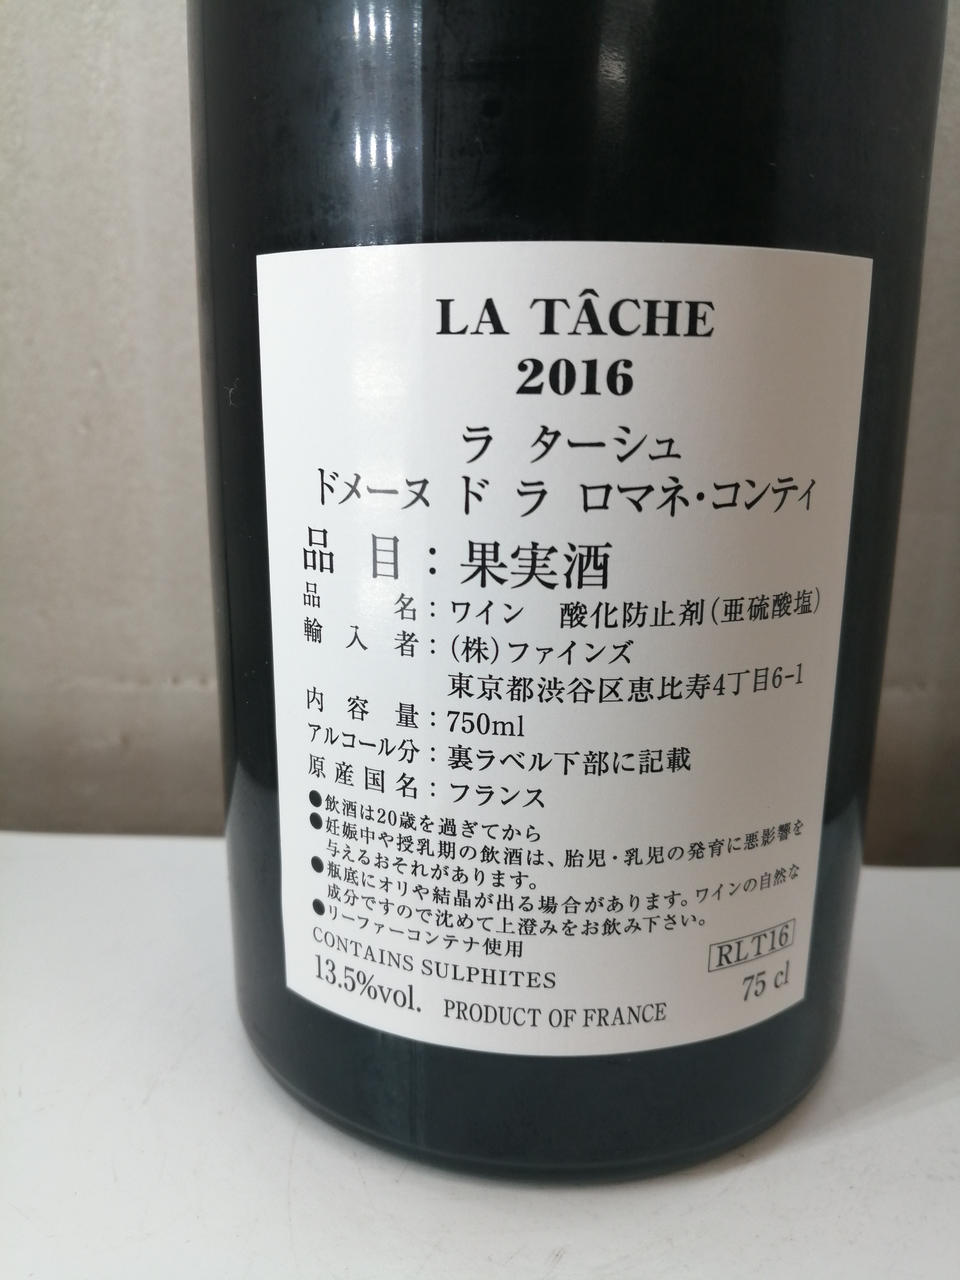 LA TÂCHE
2016
ラ ターシュ
ドメーヌ ド ラ ロマネ・コンティ
品 目：果実酒
品 名：ワイン 酸化防止剤(亜硫酸塩)
輸入者：(株)ファインズ
東京都渋谷区恵比寿4丁目6-1
内容量：750ml
アルコール分：裏ラベル下部に記載
原産国名：フランス
●飲酒は20歳を過ぎてから
●妊娠中や授乳期の飲酒は、胎児・乳児の発育に悪影響を
与えるおそれがあります。
●瓶底にオリや結晶が出る場合があります。ワインの自然な
成分ですので沈めて上澄みをお飲み下さい。
●リーファーコンテナ使用
CONTAINS SULPHITES
RLT16
13.5%vol. PRODUCT OF FRANCE 75 cl